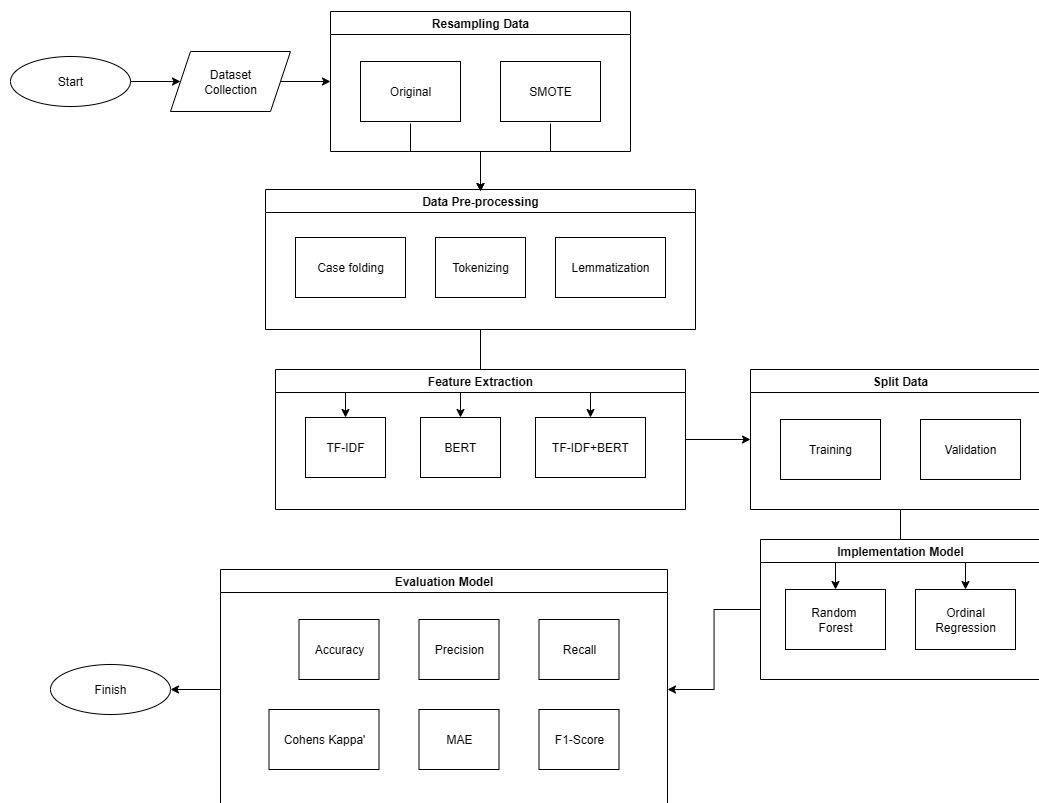 Resampling Data
Start
Dataset
Collection
Original
SMOTE
Data Pre-processing
Case folding
Tokenizing
Lemmatization
Feature Extraction
TF-IDF
BERT
TF-IDF+BERT
Split Data
Training
Validation
Implementation Model
Random
Forest
Ordinal
Regression
Evaluation Model
Accuracy
Precision
Recall
Cohens Kappa'
MAE
F1-Score
Finish